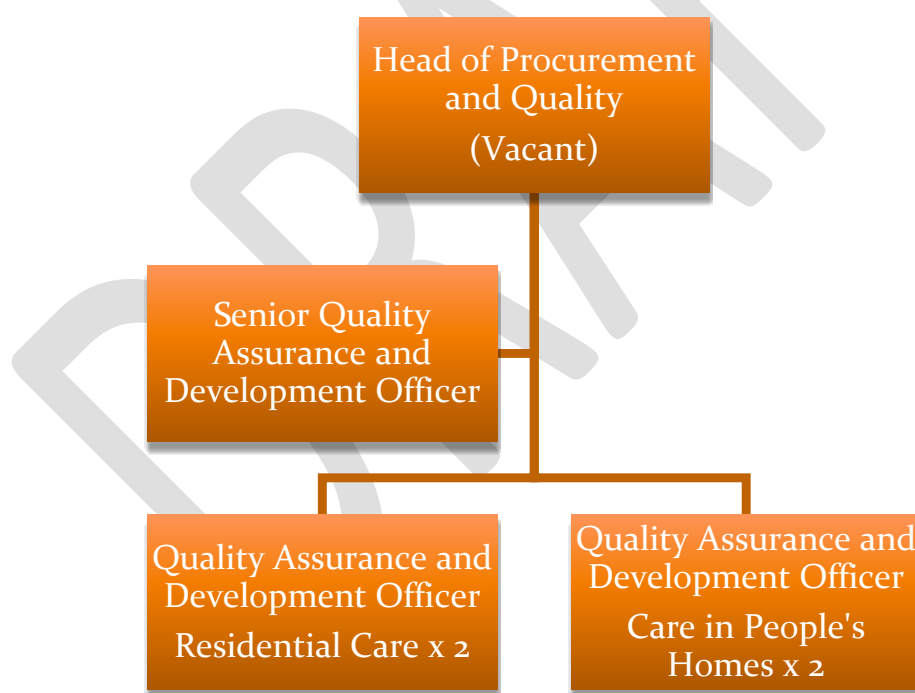 Head of Procurement
and Quality
(Vacant)
Senior Quality
Assurance and
Development Officer
Quality Assurance and
Development Officer
Residential Care x 2
Quality Assurance and
Development Officer
Care in People's
Homes x 2
DRAFT